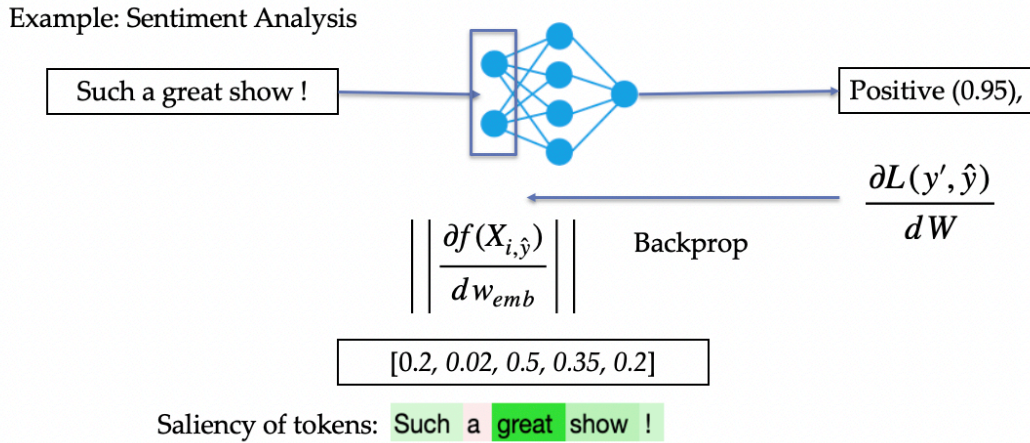 Example: Sentiment Analysis
Such a great show !
Positive (0.95),
∂L(y′, ŷ)
dW
∂f(X_{i,ŷ})
dw_{emb}
Backprop
[0.2, 0.02, 0.5, 0.35, 0.2]
Saliency of tokens: Such a great show !